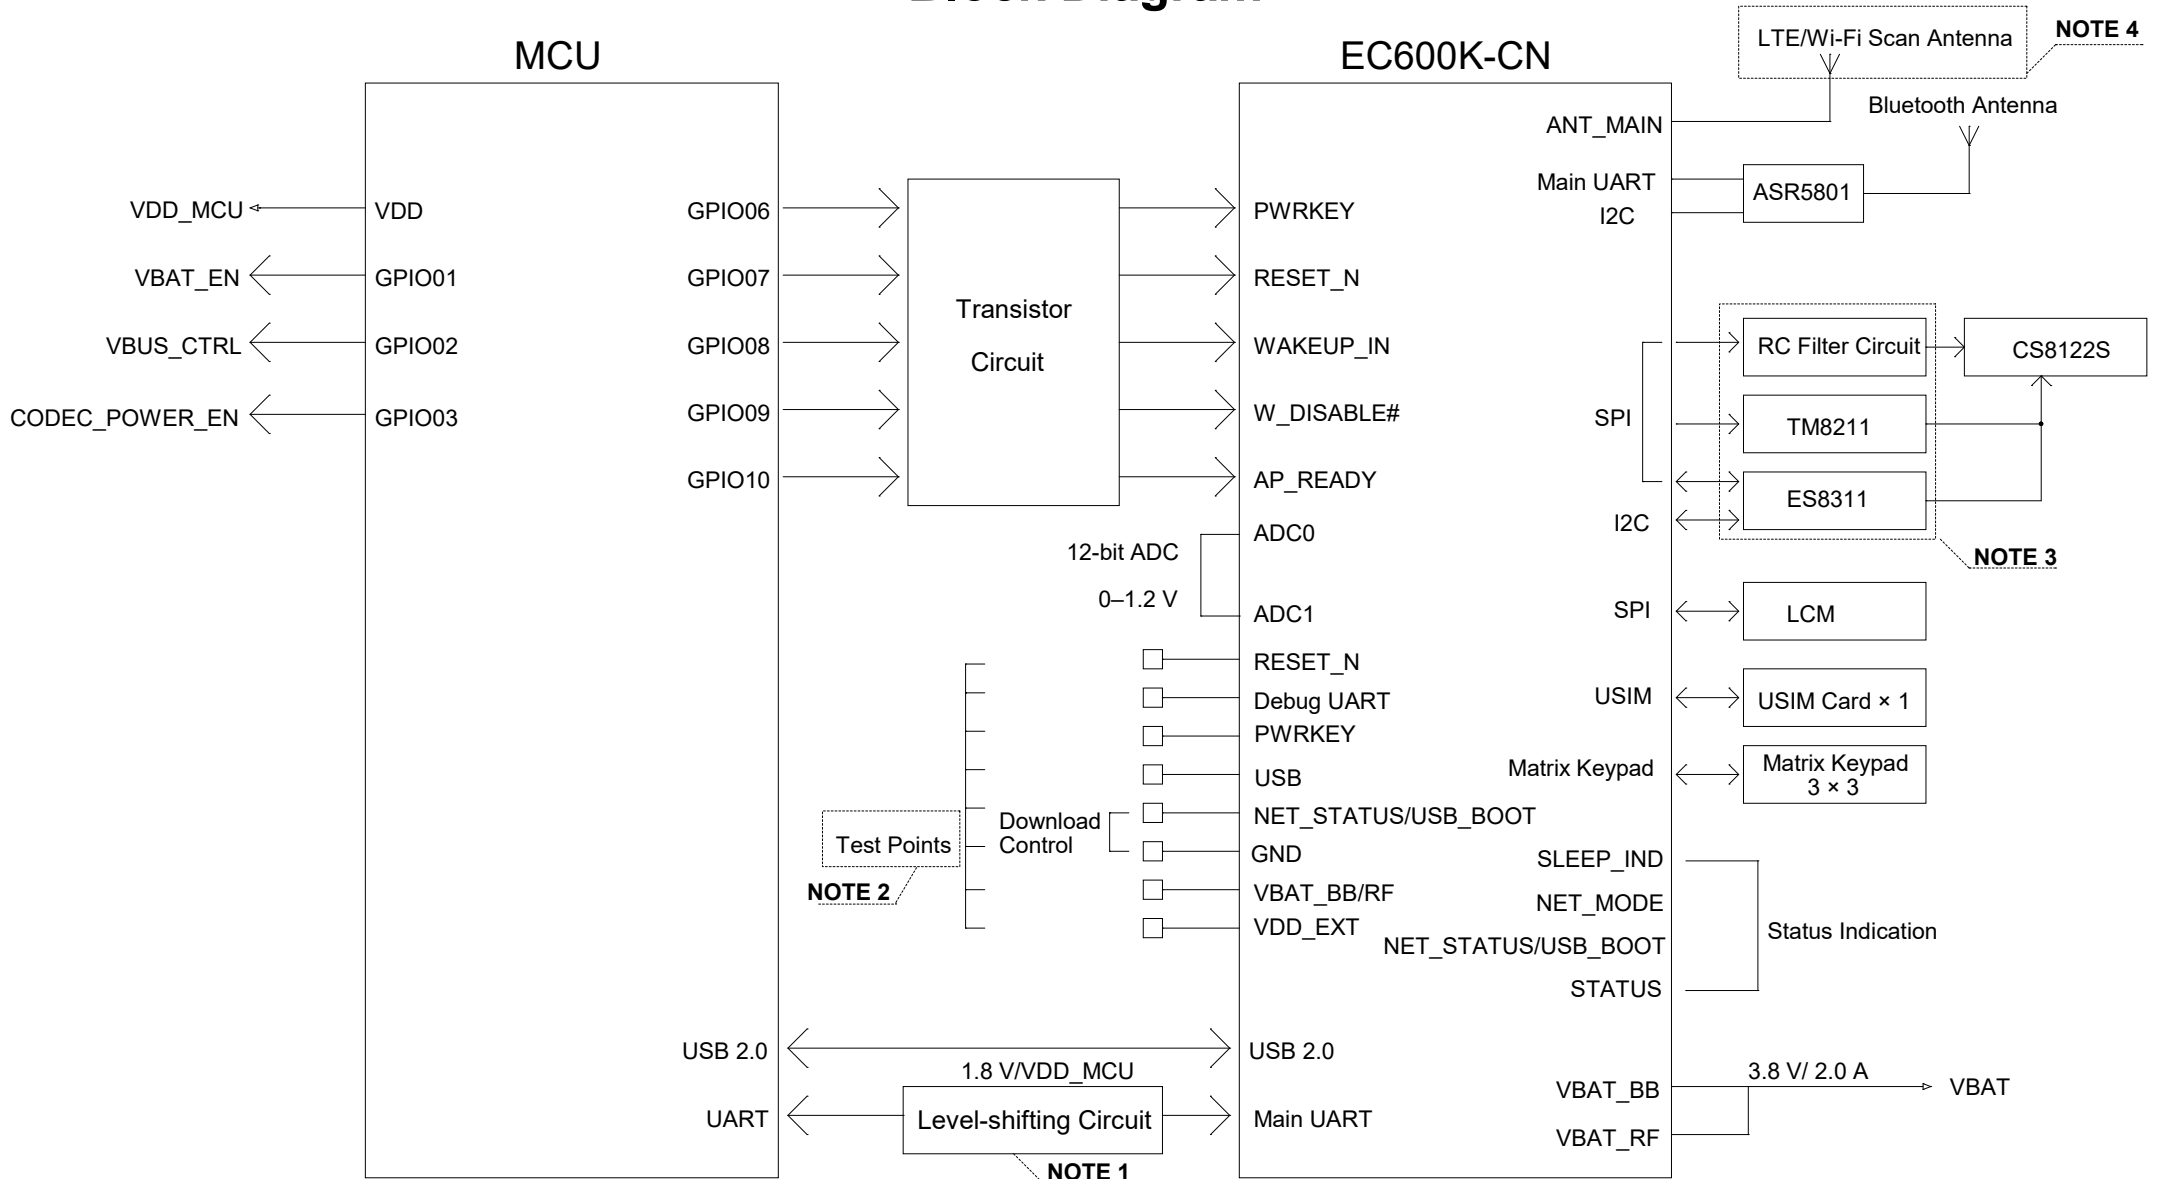 MCU
EC600K-CN
LTE/Wi-Fi Scan Antenna
NOTE 4
Bluetooth Antenna
ANT_MAIN
Main UART
I2C
ASR5801
VDD_MCU
VDD
GPIO06
PWRKEY
VBAT_EN
GPIO01
GPIO07
RESET_N
Transistor
Circuit
VBUS_CTRL
GPIO02
GPIO08
WAKEUP_IN
RC Filter Circuit
CS8122S
CODEC_POWER_EN
GPIO03
GPIO09
W_DISABLE#
SPI
TM8211
GPIO10
AP_READY
ES8311
I2C
NOTE 3
12-bit ADC
0–1.2 V
ADC0
ADC1
SPI
LCM
RESET_N
Debug UART
PWRKEY
USB
NET_STATUS/USB_BOOT
GND
VBAT_BB/RF
VDD_EXT
Download
Control
Test Points
NOTE 2
USIM
USIM Card × 1
Matrix Keypad
Matrix Keypad
3 × 3
SLEEP_IND
NET_MODE
NET_STATUS/USB_BOOT
STATUS
Status Indication
USB 2.0
USB 2.0
1.8 V/VDD_MCU
UART
Level-shifting Circuit
Main UART
NOTE 1
VBAT_BB
VBAT_RF
3.8 V/ 2.0 A
VBAT